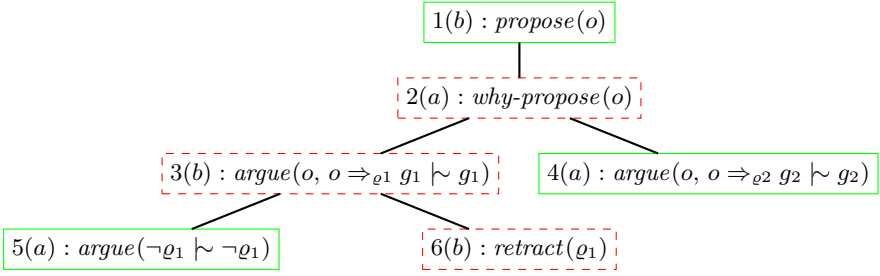 1(b) : propose(o)
2(a) : why-propose(o)
3(b) : argue(o, o ⇒ϱ1 g₁ |∼ g₁)
4(a) : argue(o, o ⇒ϱ2 g₂ |∼ g₂)
5(a) : argue(¬ϱ₁ |∼ ¬ϱ₁)
6(b) : retract(ϱ₁)